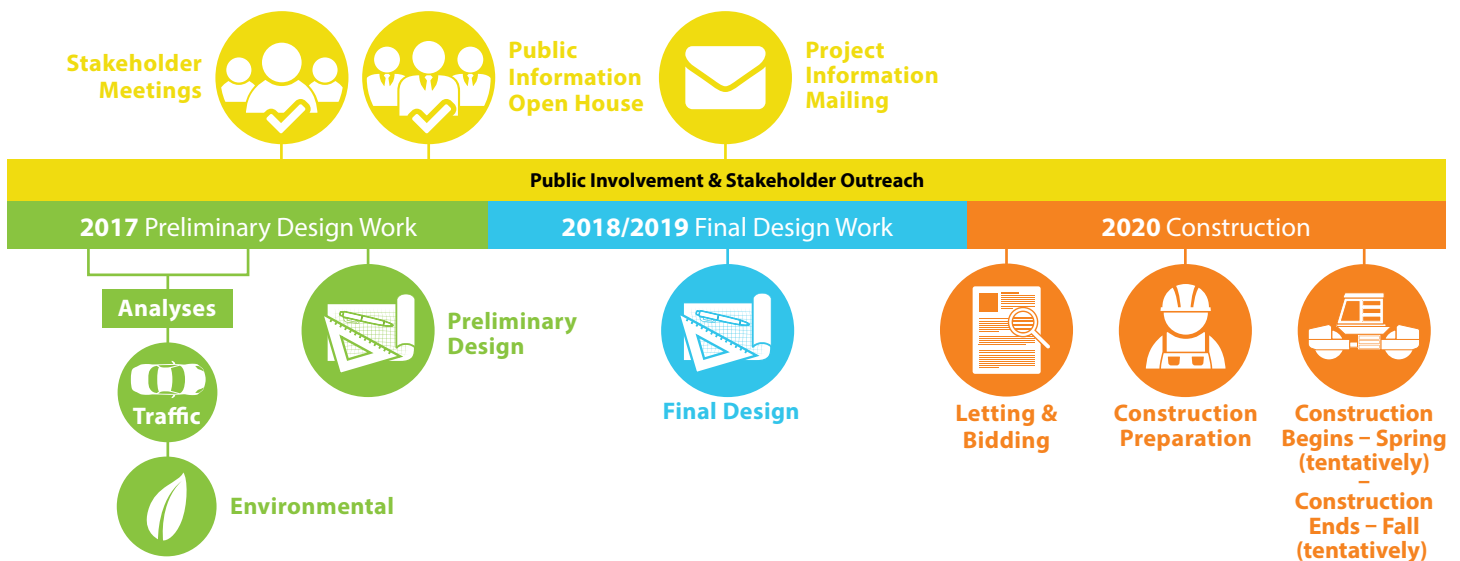 Stakeholder
Meetings
Public
Information
Open House
Project
Information
Mailing
Public Involvement & Stakeholder Outreach
2017 Preliminary Design Work
2018/2019 Final Design Work
2020 Construction
Analyses
Traffic
Environmental
Preliminary
Design
Final Design
Letting &
Bidding
Construction
Preparation
Construction
Begins – Spring
(tentatively)
–
Construction
Ends – Fall
(tentatively)